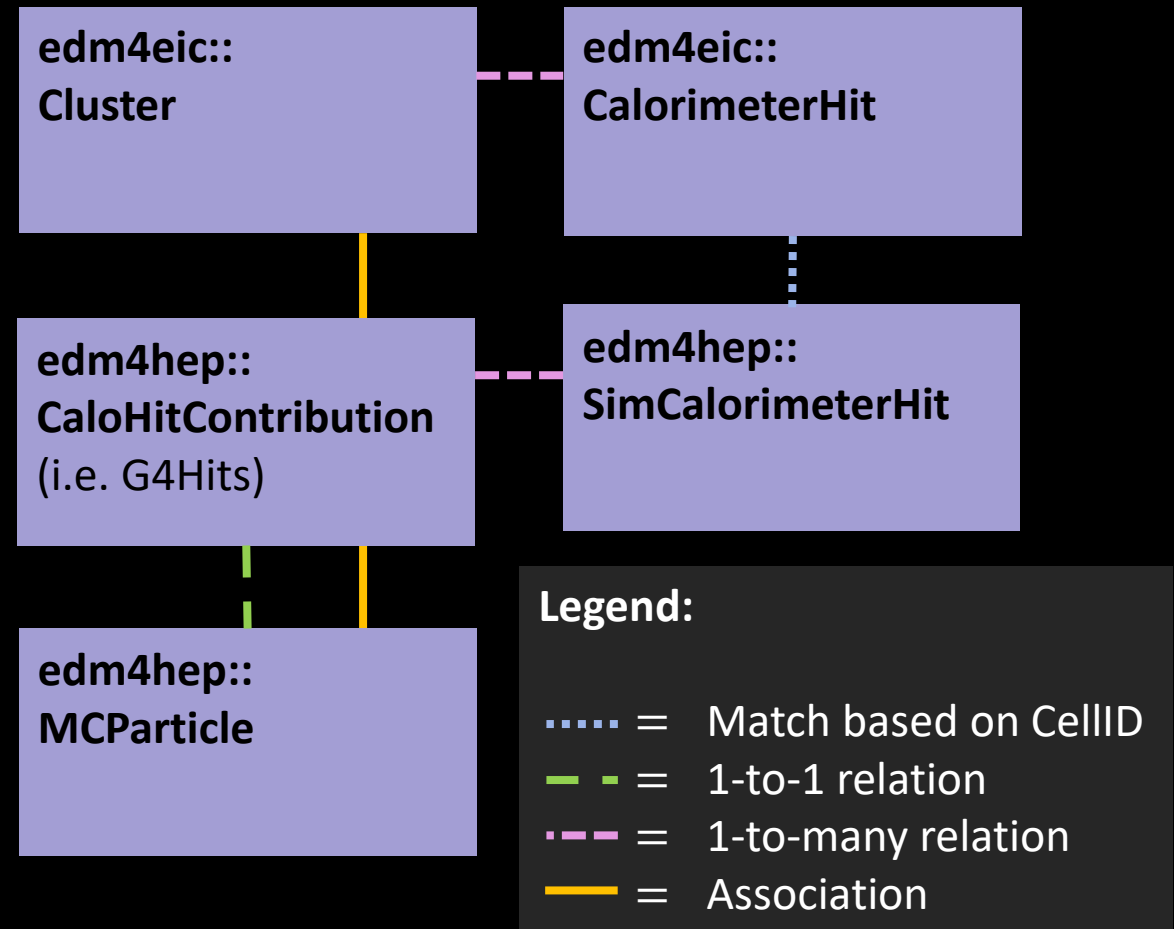 edm4eic::
Cluster
edm4eic::
CalorimeterHit
edm4hep::
CaloHitContribution
(i.e. G4Hits)
edm4hep::
SimCalorimeterHit
edm4hep::
MCParticle
Legend:
= Match based on CellID
= 1-to-1 relation
= 1-to-many relation
= Association